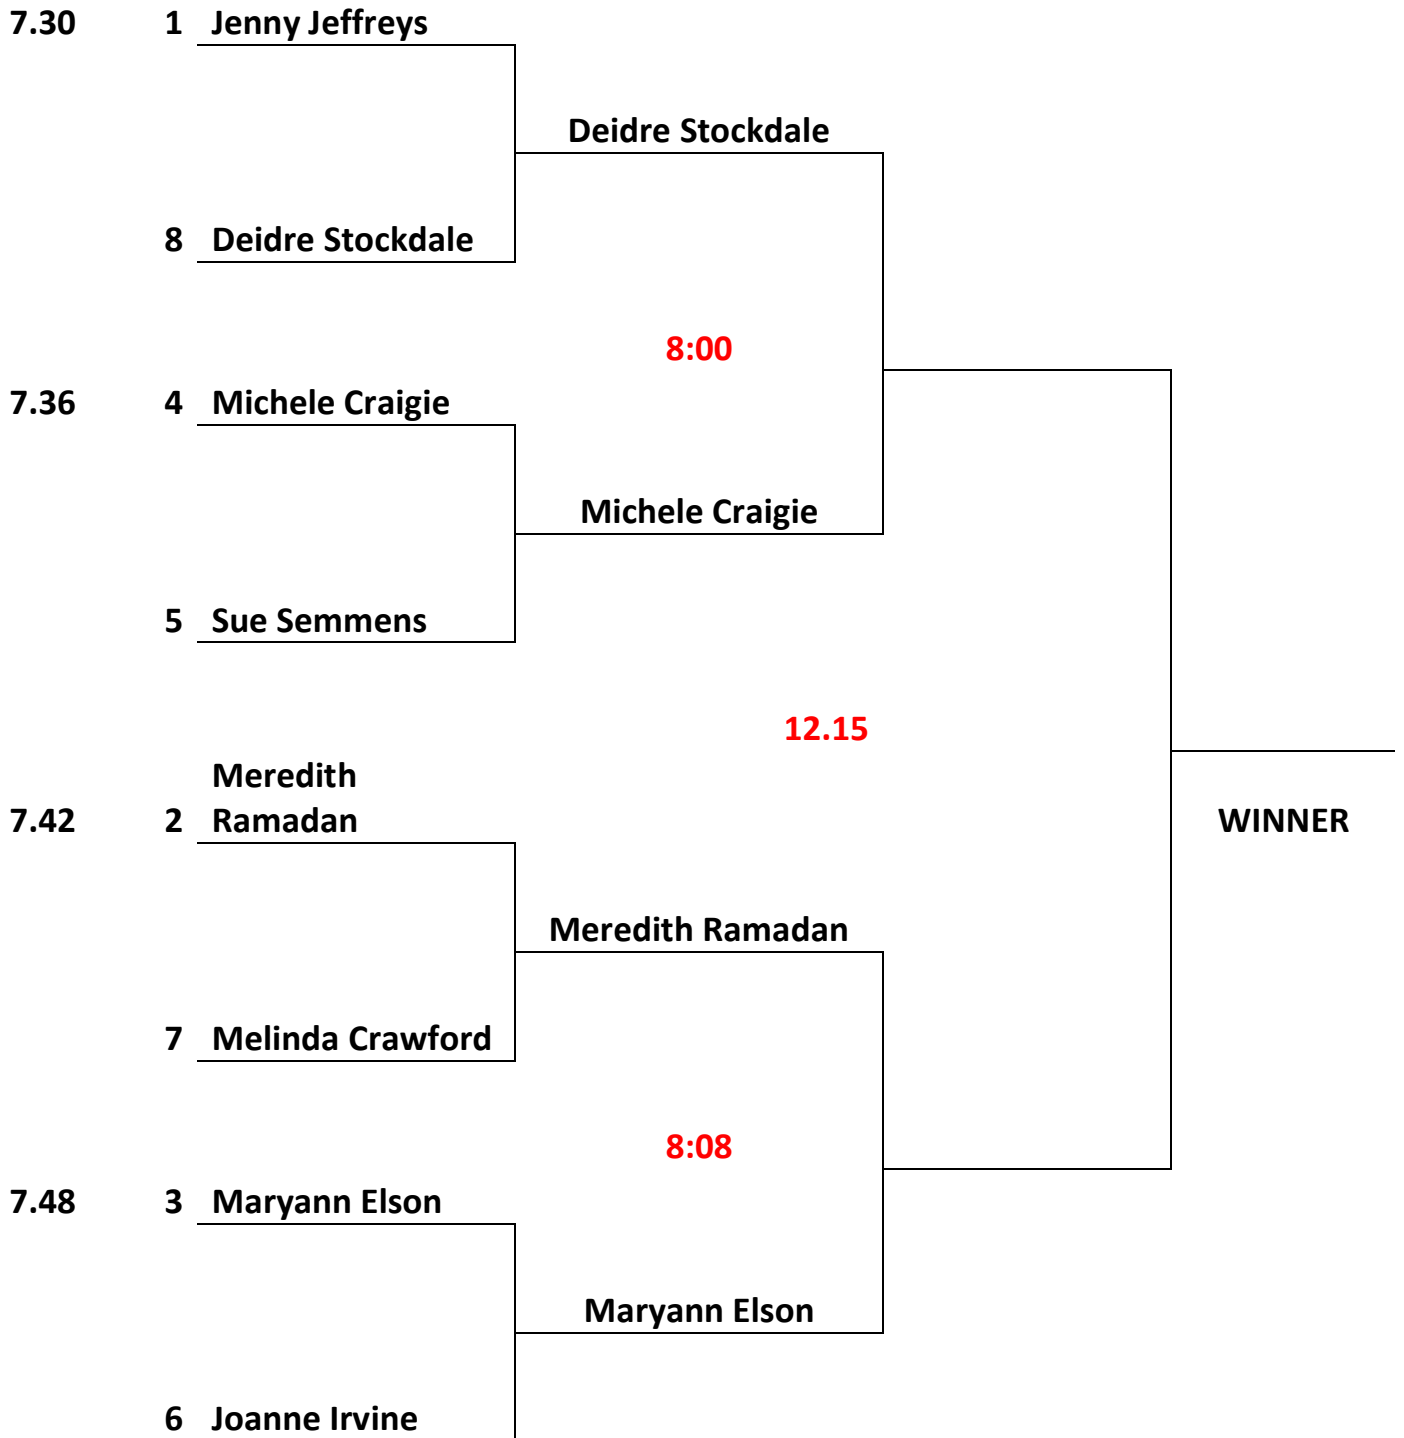 7.30 1 Jenny Jeffreys
Deidre Stockdale
8 Deidre Stockdale
8:00
7.36 4 Michele Craigie
Michele Craigie
5 Sue Semmens
12.15
Meredith
7.42 2 Ramadan
WINNER
Meredith Ramadan
7 Melinda Crawford
8:08
7.48 3 Maryann Elson
Maryann Elson
6 Joanne Irvine